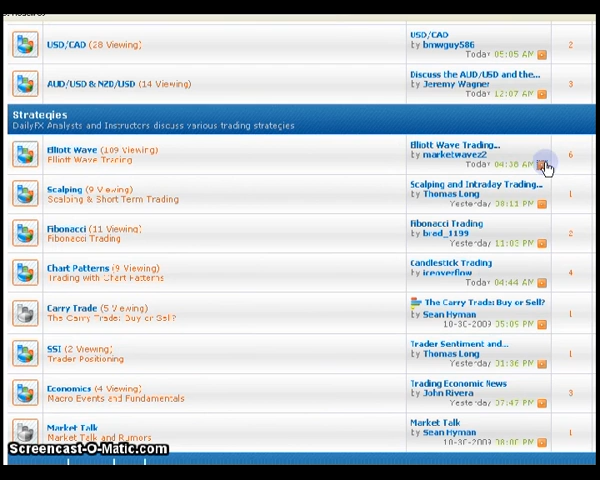 USD/CAD (28 Viewing)
USD/CAD
by bmwguy586
Today 05:05 AM
2
AUD/USD & NZD/USD (14 Viewing)
Discuss the AUD/USD and the...
by Jeremy Wagner
Today 12:07 AM
3
Strategies
DailyFX Analysts and Instructors discuss various trading strategies
Elliott Wave (109 Viewing)
Elliott Wave Trading
Elliott Wave Trading...
by marketwavez2
Today 04:38 AM
6
Scalping (9 Viewing)
Scalping & Short Term Trading
Scalping and Intraday Trading...
by Thomas Long
Yesterday 08:11 PM
1
Fibonacci (11 Viewing)
Fibonacci Trading
Fibonacci Trading
by brad_1199
Yesterday 11:03 PM
2
Chart Patterns (9 Viewing)
Trading with Chart Patterns
Candlestick Trading
by iceoverflow
Today 04:44 AM
4
Carry Trade (5 Viewing)
The Carry Trade: Buy or Sell?
The Carry Trade: Buy or Sell?
by Sean Hyman
10-30-2009 05:09 PM
1
SSI (2 Viewing)
Trader Positioning
Trader Sentiment and...
by Thomas Long
Yesterday 01:36 PM
1
Economics (4 Viewing)
Macro Events and Fundamentals
Trading Economic News
by John Rivera
Yesterday 07:47 PM
3
Market Talk
Market Talk and Rumors
Market Talk
by Sean Hyman
10-30-2009 08:06 PM
1
Screencast-O-Matic.com